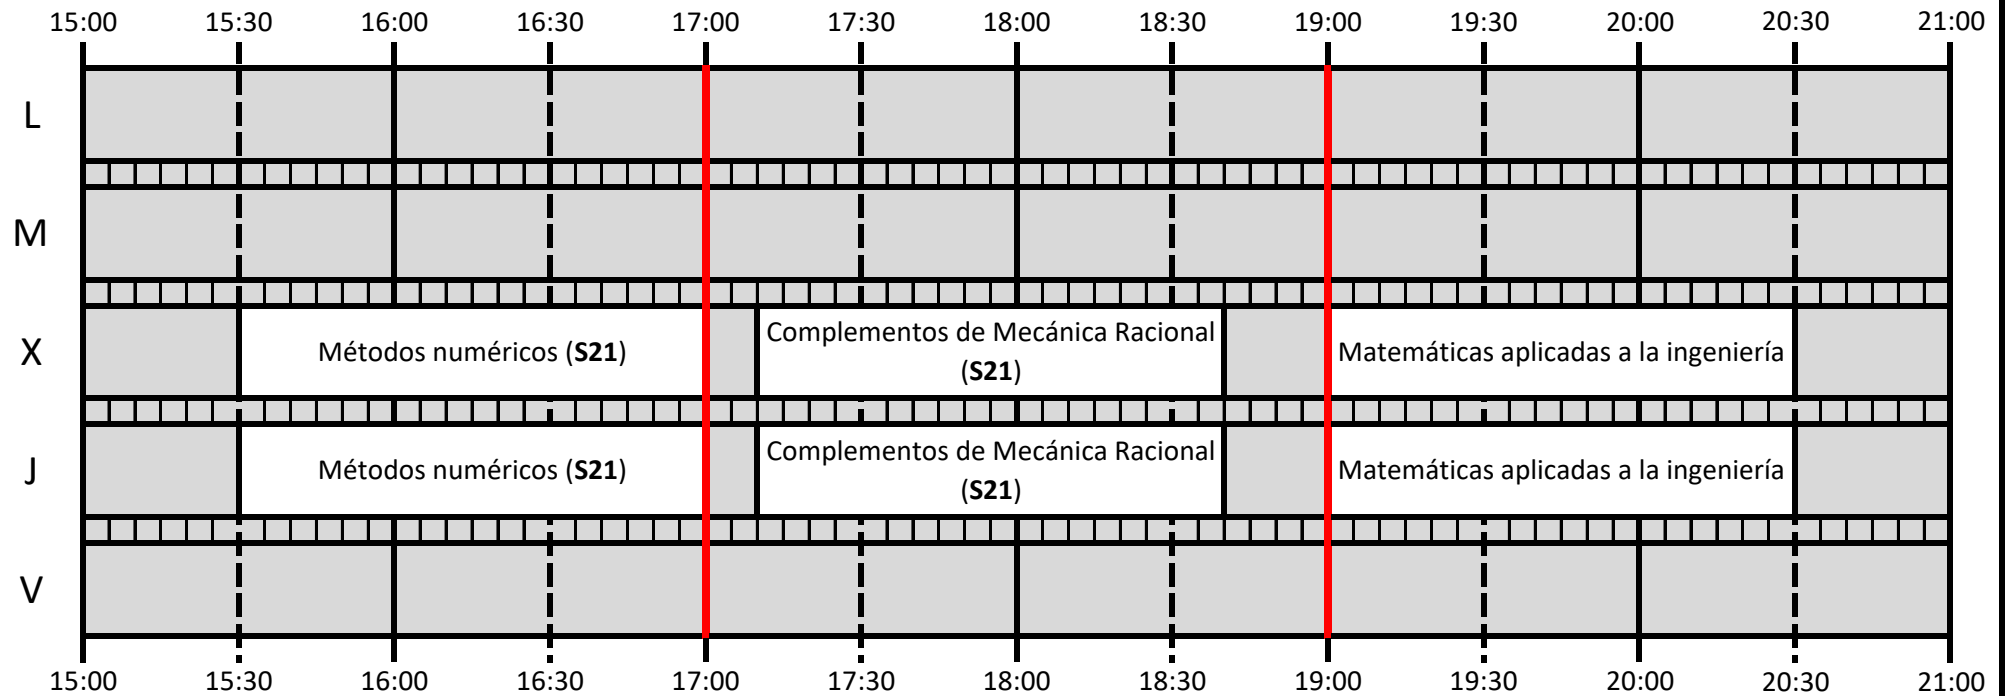 15:00 15:30 16:00 16:30 17:00 17:30 18:00 18:30 19:00 19:30 20:00 20:30 21:00
L
M
X
Métodos numéricos (S21)
Complementos de Mecánica Racional
(S21)
Matemáticas aplicadas a la ingeniería
J
Métodos numéricos (S21)
Complementos de Mecánica Racional
(S21)
Matemáticas aplicadas a la ingeniería
V
15:00 15:30 16:00 16:30 17:00 17:30 18:00 18:30 19:00 19:30 20:00 20:30 21:00